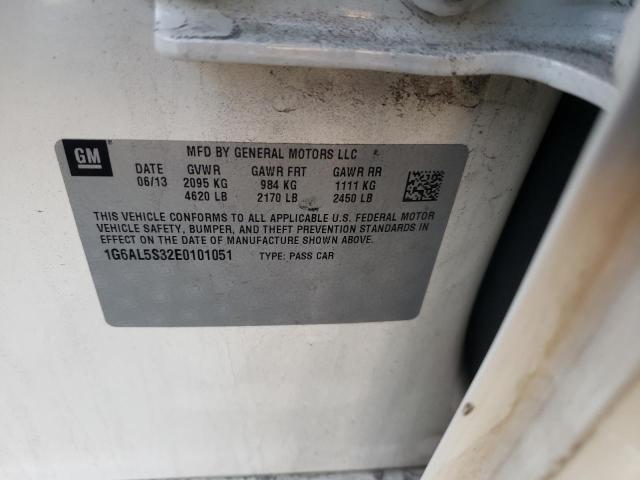 GM
MFD BY GENERAL MOTORS LLC
DATE GVWR GAWR FRT GAWR RR
06/13 2095 KG 984 KG 1111 KG
4620 LB 2170 LB 2450 LB
THIS VEHICLE CONFORMS TO ALL APPLICABLE U.S. FEDERAL MOTOR
VEHICLE SAFETY, BUMPER, AND THEFT PREVENTION STANDARDS IN
EFFECT ON THE DATE OF MANUFACTURE SHOWN ABOVE.
1G6AL5S32E0101051 TYPE: PASS CAR